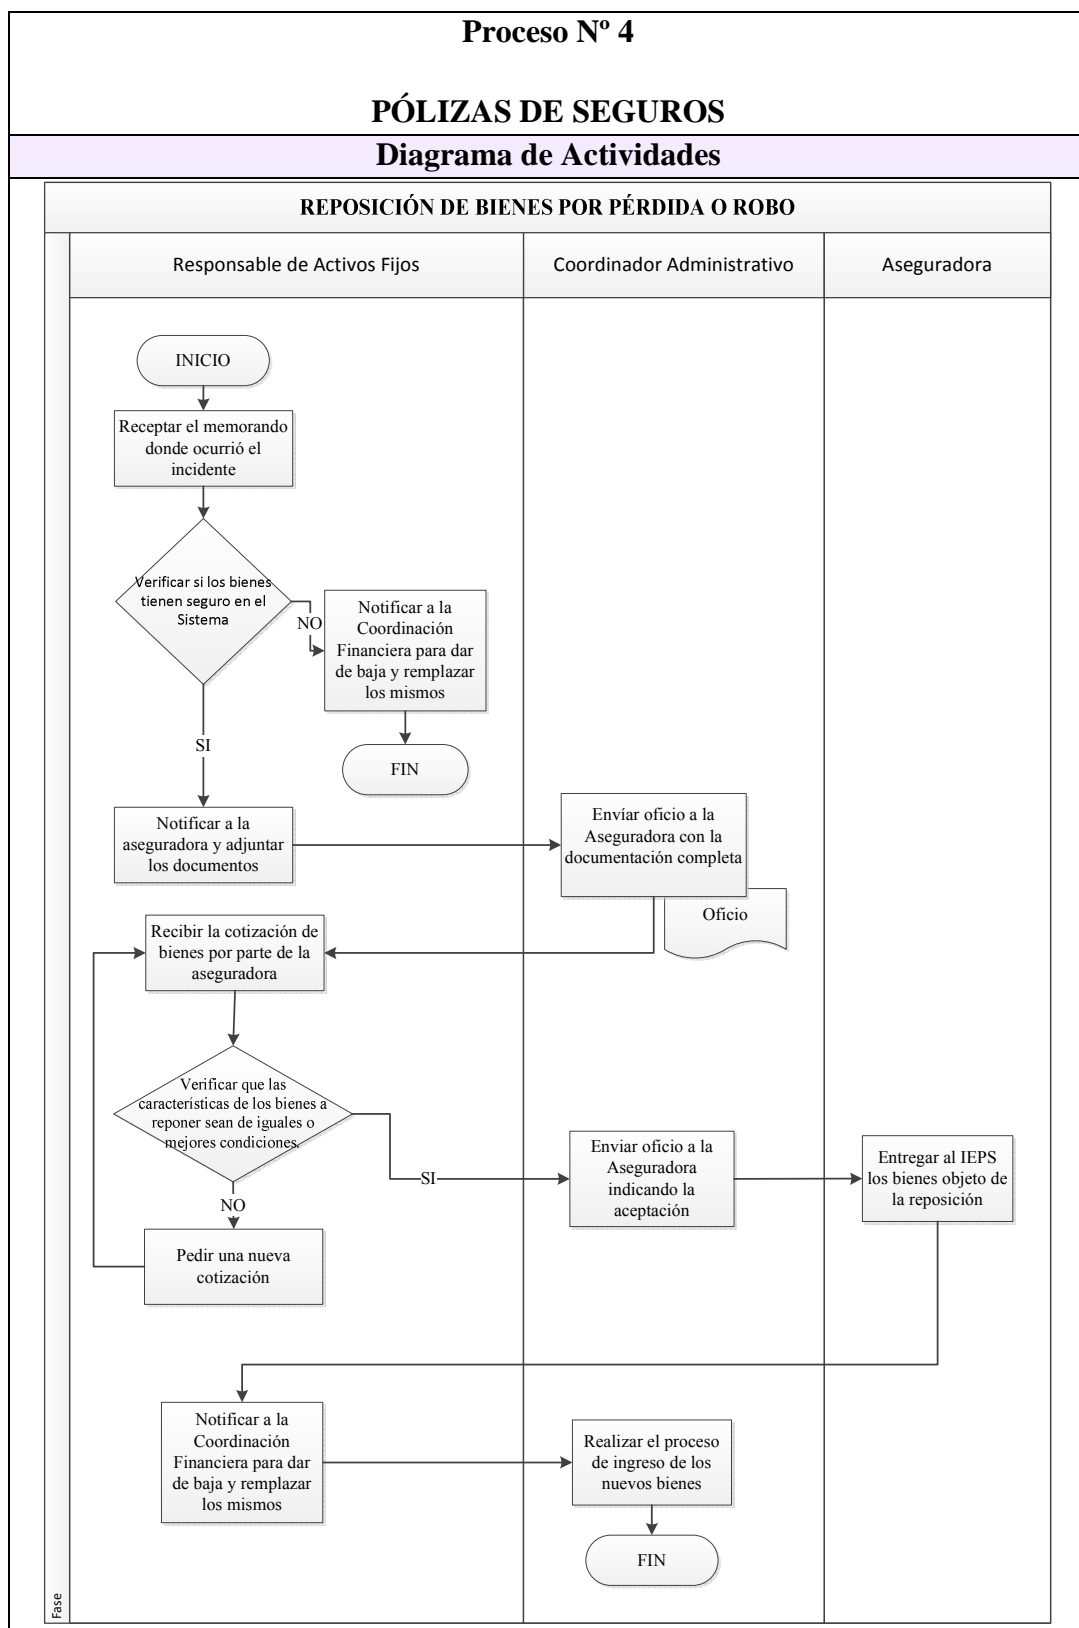 Proceso Nº 4
PÓLIZAS DE SEGUROS
Diagrama de Actividades
REPOSICIÓN DE BIENES POR PÉRDIDA O ROBO
Responsable de Activos Fijos
Coordinador Administrativo
Aseguradora
INICIO
Receptar el memorando
donde ocurrió el
incidente
Verificar si los bienes
tienen seguro en el
Sistema
NO
Notificar a la
Coordinación
Financiera para dar
de baja y remplazar
los mismos
SI
FIN
Notificar a la
aseguradora y adjuntar
los documentos
Envíar oficio a la
Aseguradora con la
documentación completa
Oficio
Recibir la cotización de
bienes por parte de la
aseguradora
Verificar que las
características de los bienes a
reponer sean de iguales o
mejores condiciones.
SI
Enviar oficio a la
Aseguradora
indicando la
aceptación
Entregar al IEPS
los bienes objeto de
la reposición
NO
Pedir una nueva
cotización
Notificar a la
Coordinación
Financiera para dar
de baja y remplazar
los mismos
Realizar el proceso
de ingreso de los
nuevos bienes
FIN
Fase